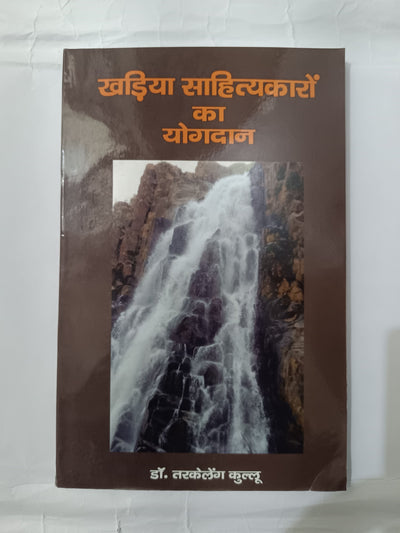 खड़िया साहित्यकारों
का
योगदान
डॉ. तरकेलेंग कुल्लू